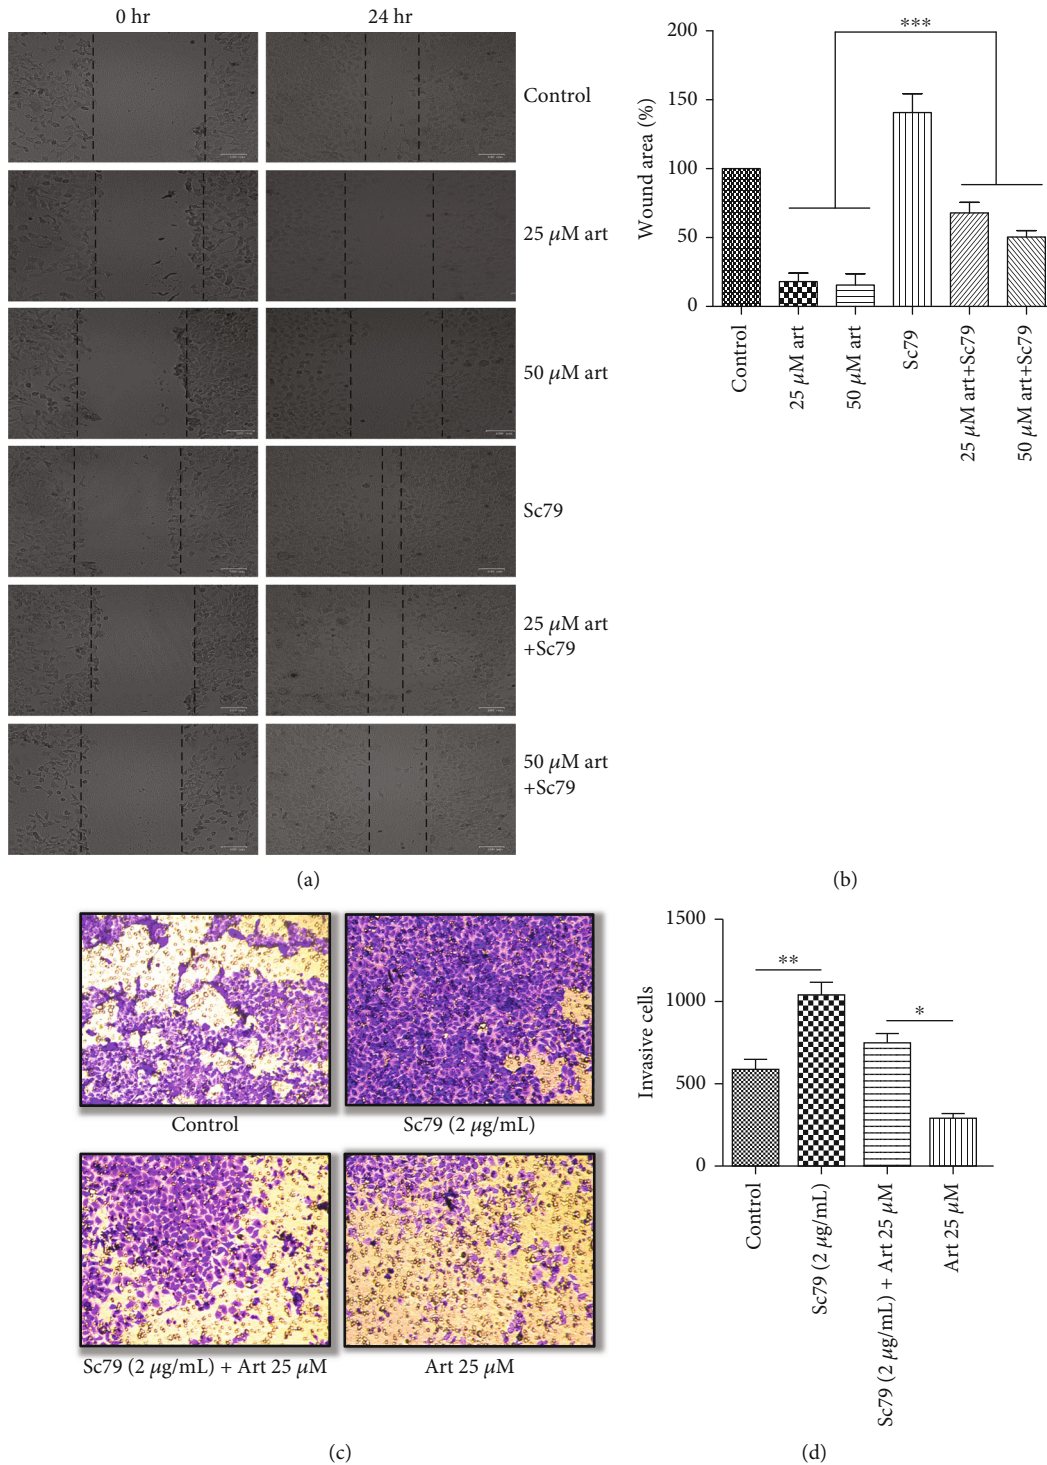 0 hr
24 hr
Control
25 μM art
50 μM art
Sc79
25 μM art
+Sc79
50 μM art
+Sc79
(a)
200
150
100
50
0
Wound area (%)
***
Control
25 μM art
50 μM art
Sc79
25 μM art+Sc79
50 μM art+Sc79
(b)
Control
Sc79 (2 μg/mL)
Sc79 (2 μg/mL) + Art 25 μM
Art 25 μM
(c)
1500
1000
500
0
Invasive cells
**
*
Control
Sc79 (2 μg/mL)
Sc79 (2 μg/mL) + Art 25 μM
Art 25 μM
(d)